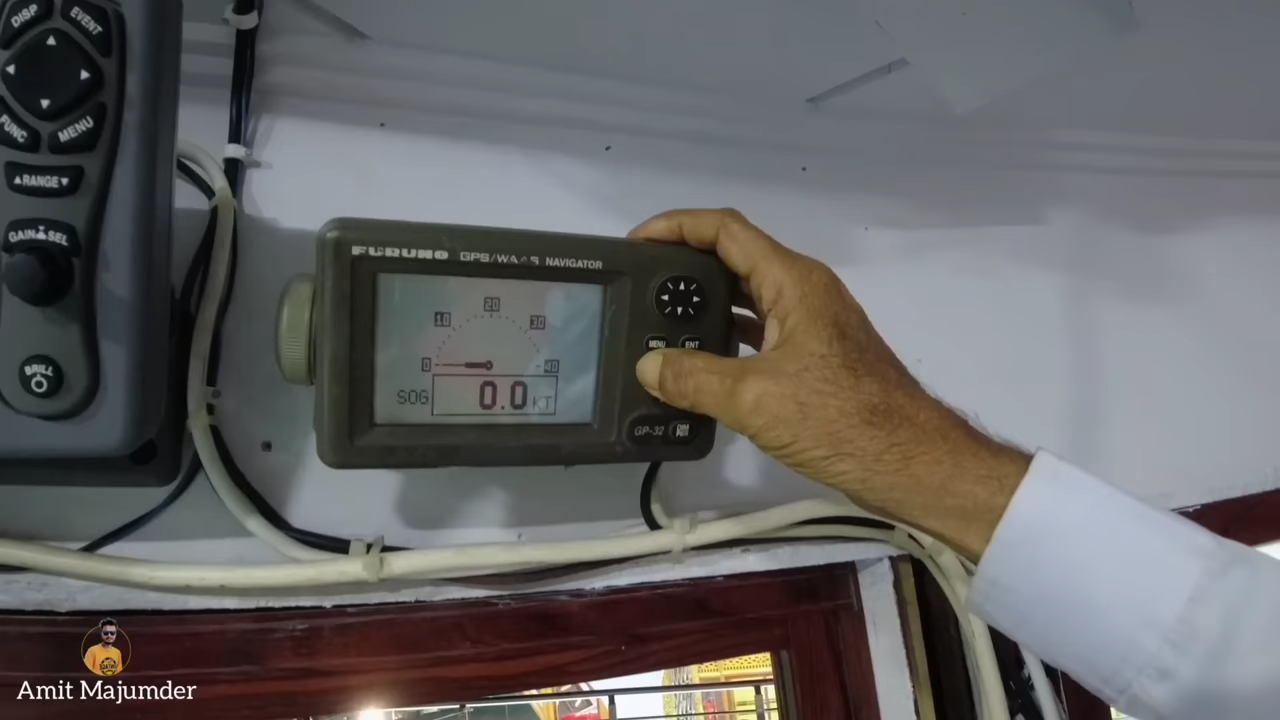 DISP
EVENT
FUNC
MENU
▲RANGE▼
GAIN SEL
BRILL
FURUNO GPS/WAAS NAVIGATOR
20
10
30
0
40
SOG 0.0 KT
MENU ENT
GP-32
DIM
Amit Majumder